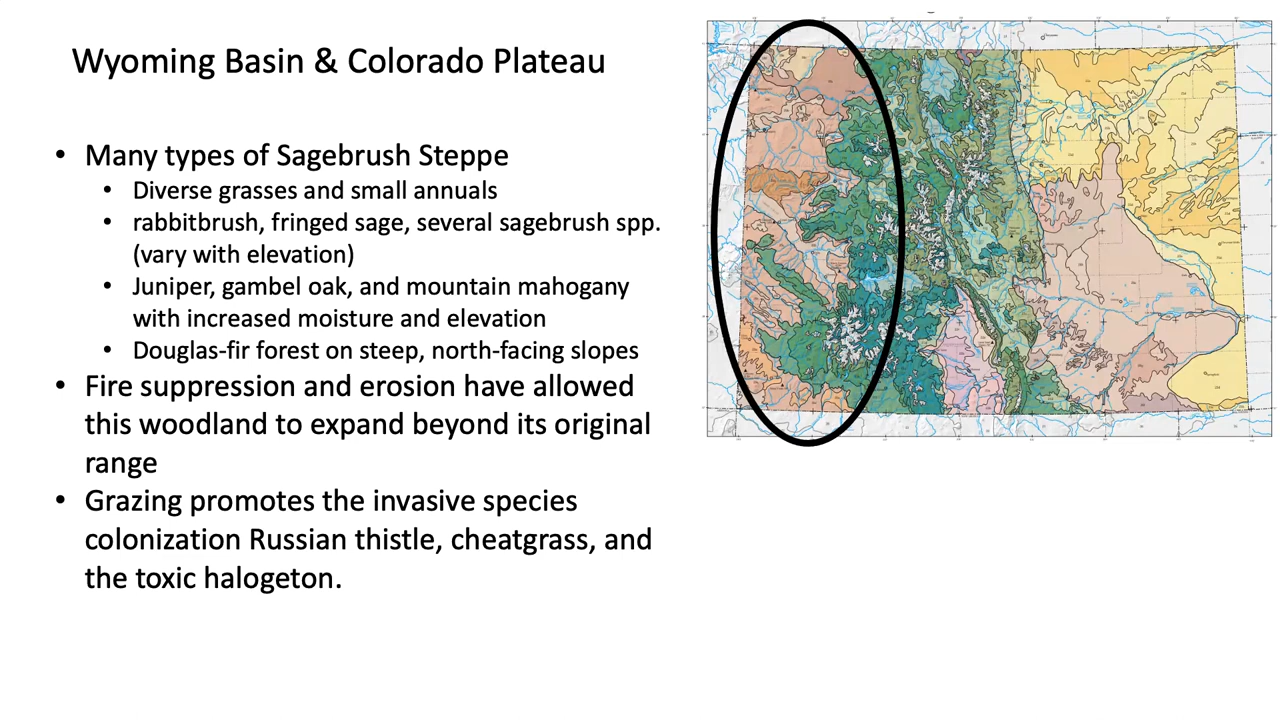 Wyoming Basin & Colorado Plateau
• Many types of Sagebrush Steppe
• Diverse grasses and small annuals
• rabbitbrush, fringed sage, several sagebrush spp.
(vary with elevation)
• Juniper, gambel oak, and mountain mahogany
with increased moisture and elevation
• Douglas-fir forest on steep, north-facing slopes
• Fire suppression and erosion have allowed
this woodland to expand beyond its original
range
• Grazing promotes the invasive species
colonization Russian thistle, cheatgrass, and
the toxic halogeton.